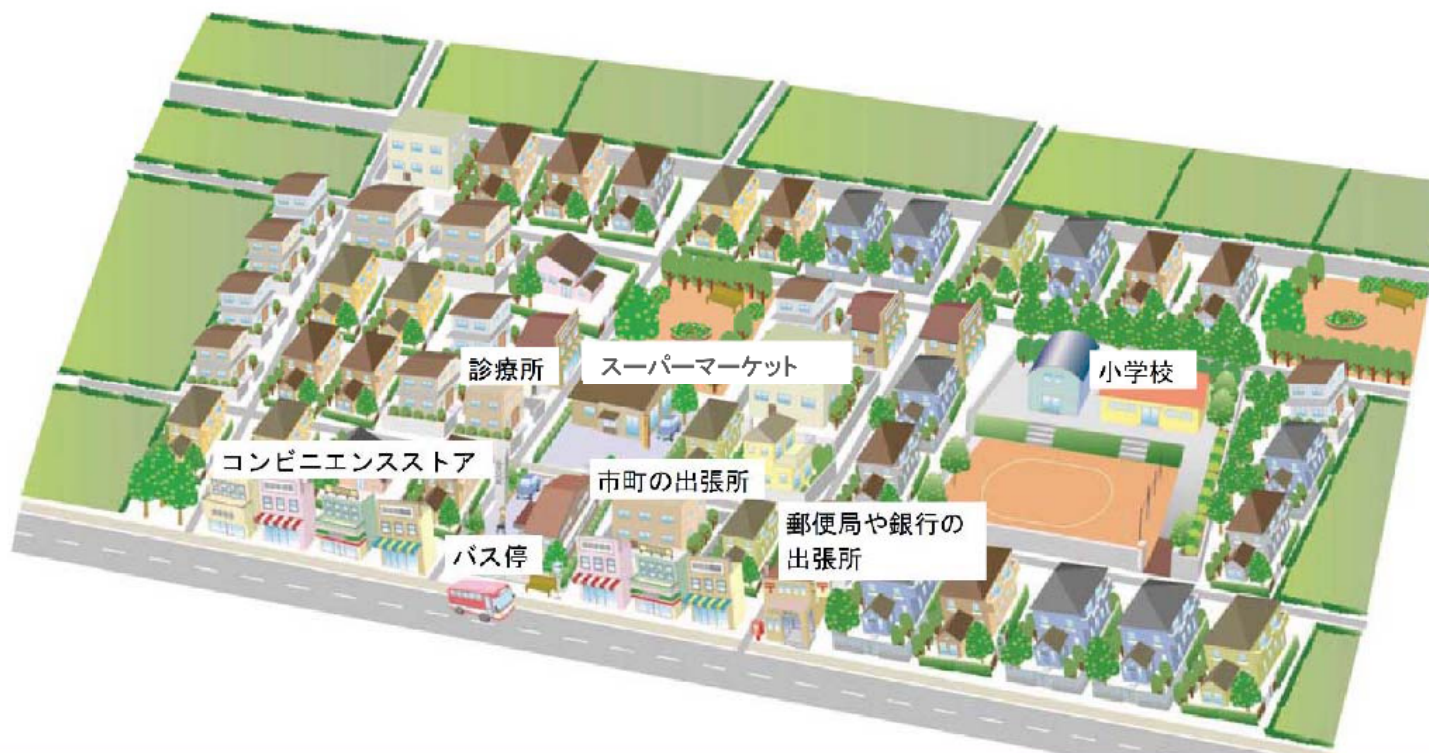 診療所
スーパーマーケット
小学校
コンビニエンスストア
市町の出張所
郵便局や銀行の
出張所
バス停